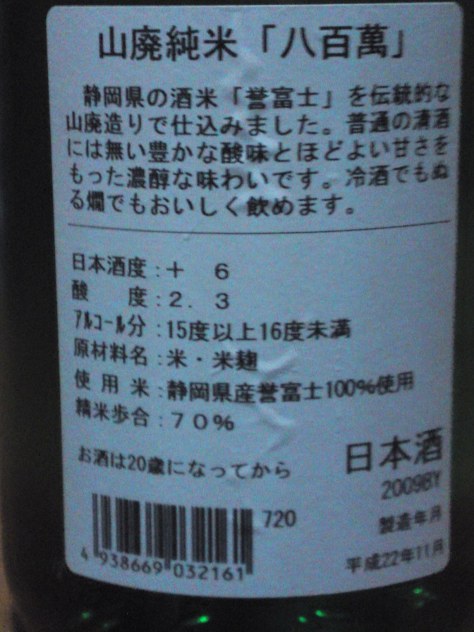 山廃純米「八百萬」
静岡県の酒米「誉富士」を伝統的な
山廃造りで仕込みました。普通の清酒
には無い豊かな酸味とほどよい甘さを
もった濃醇な味わいです。冷酒でもぬ
る燗でもおいしく飲めます。
日本酒度:+ 6
酸 度:2.3
アルコール分:15度以上16度未満
原材料名:米・米麹
使用米:静岡県産誉富士100%使用
精米歩合:70%
お酒は20歳になってから
日本酒
2009BY
720
製造年月
4 938669 032161
平成22年11月